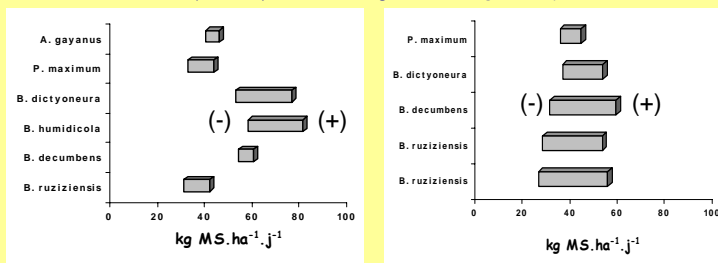 A. gayanus
P. maximum
B. dictyoneura
B. humidicola
B. decumbens
B. ruziziensis
(-)
(+)
0 20 40 60 80 100
kg MS.ha⁻¹.j⁻¹
P. maximum
B. dictyoneura
B. decumbens
B. ruziziensis
B. ruziziensis
(-)
(+)
0 20 40 60 80 100
kg MS.ha⁻¹.j⁻¹